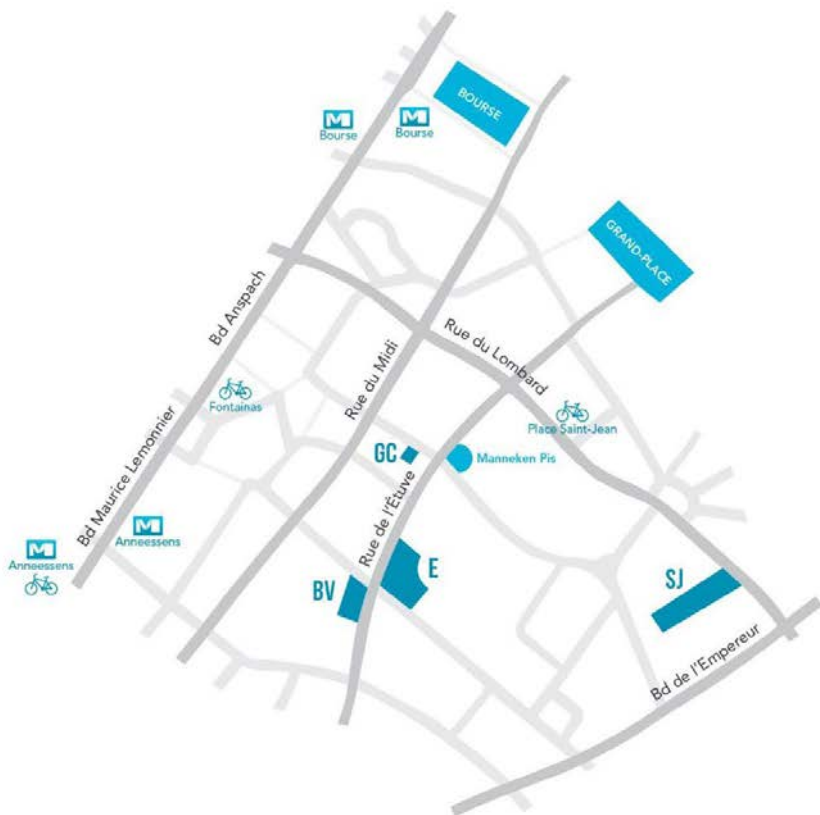 BOURSE
M
Bourse
M
Bourse
GRAND-PLACE
Bd Anspach
Rue du Midi
Rue du Lombard
Fontainas
Place Saint-Jean
GC
Manneken Pis
Bd Maurice Lemonnier
M
Anneessens
M
Anneessens
Rue de l'Étuve
E
BV
SJ
Bd de l'Empereur